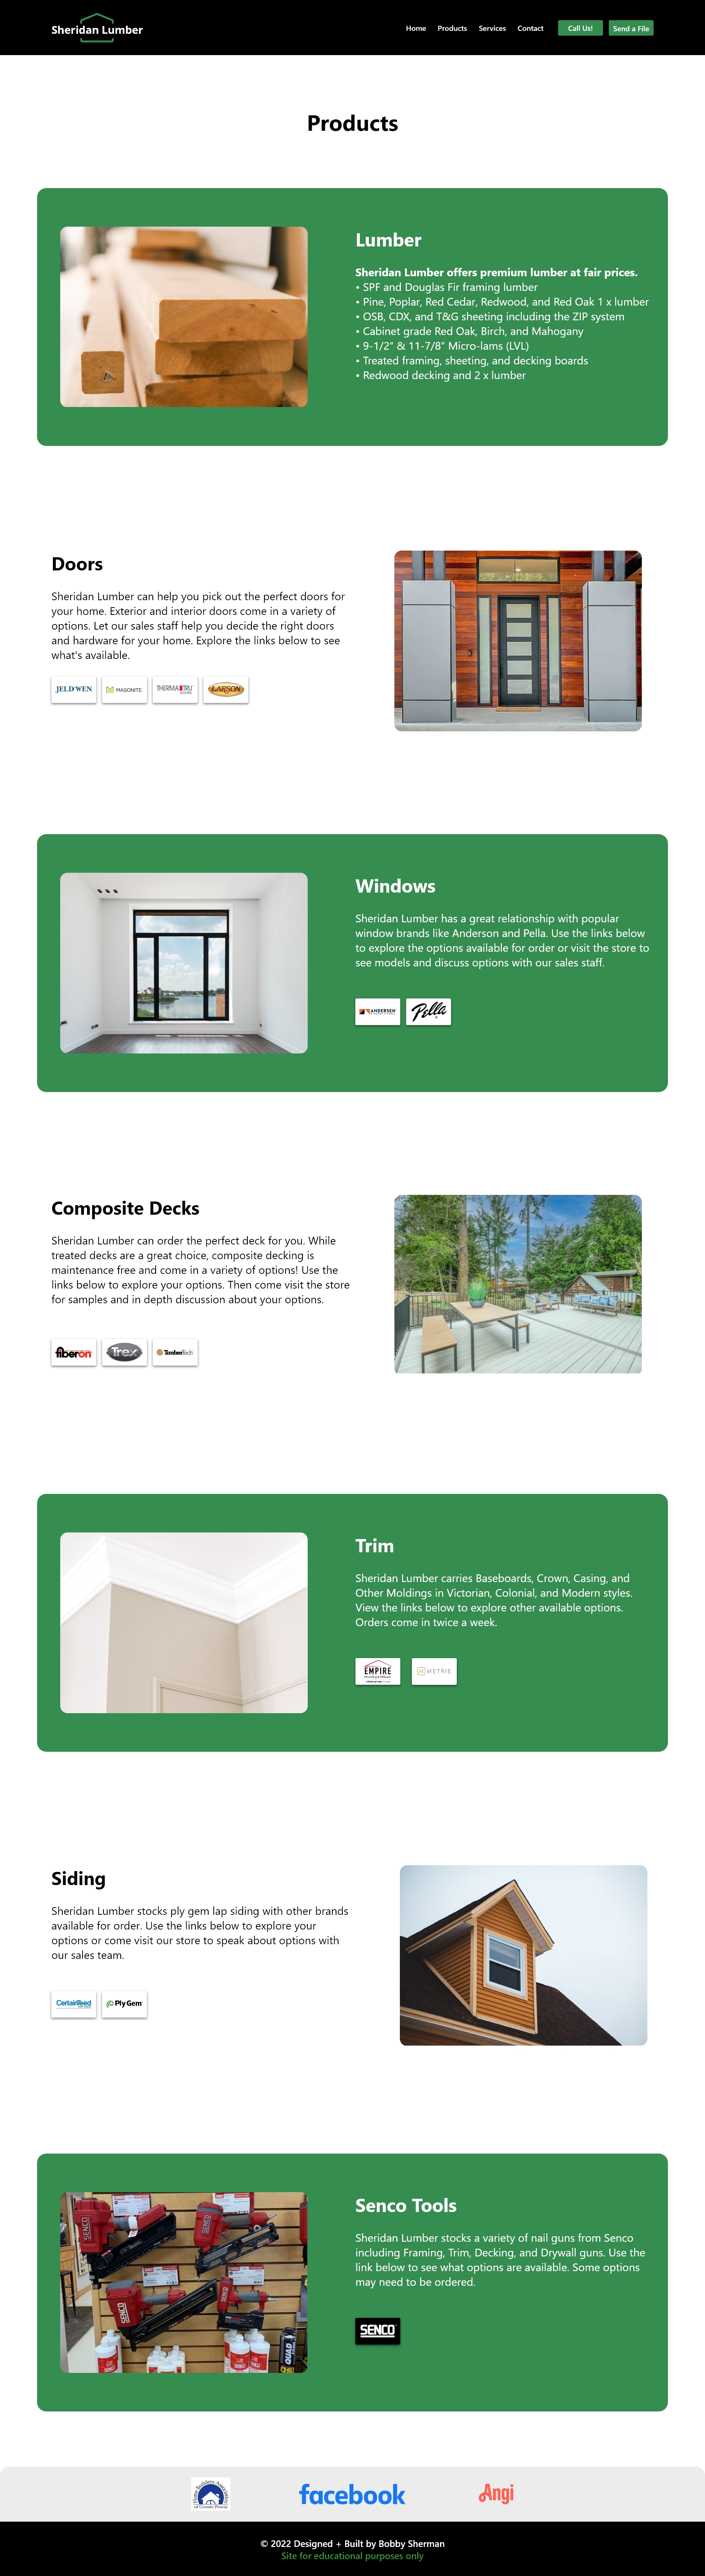 Sheridan Lumber
Home Products Services Contact Call Us! Send a File
Products
Lumber
Sheridan Lumber offers premium lumber at fair prices.
• SPF and Douglas Fir framing lumber
• Pine, Poplar, Red Cedar, Redwood, and Red Oak 1 x lumber
• OSB, CDX, and T&G sheeting including the ZIP system
• Cabinet grade Red Oak, Birch, and Mahogany
• 9-1/2” & 11-7/8” Micro-lams (LVL)
• Treated framing, sheeting, and decking boards
• Redwood decking and 2 x lumber
Doors
Sheridan Lumber can help you pick out the perfect doors for
your home. Exterior and interior doors come in a variety of
options. Let our sales staff help you decide the right doors
and hardware for your home. Explore the links below to see
what's available.
JELD WEN MASONITE THERMA TRU DOORS LARSON
Windows
Sheridan Lumber has a great relationship with popular
window brands like Anderson and Pella. Use the links below
to explore the options available for order or visit the store to
see models and discuss options with our sales staff.
ANDERSEN Pella
Composite Decks
Sheridan Lumber can order the perfect deck for you. While
treated decks are a great choice, composite decking is
maintenance free and come in a variety of options! Use the
links below to explore your options. Then come visit the store
for samples and in depth discussion about your options.
fiberon Trex TimberTech
Trim
Sheridan Lumber carries Baseboards, Crown, Casing, and
Other Moldings in Victorian, Colonial, and Modern styles.
View the links below to explore other available options.
Orders come in twice a week.
EMPIRE METRIE
Siding
Sheridan Lumber stocks ply gem lap siding with other brands
available for order. Use the links below to explore your
options or come visit our store to speak about options with
our sales team.
CertainTeed Ply Gem
Senco Tools
Sheridan Lumber stocks a variety of nail guns from Senco
including Framing, Trim, Decking, and Drywall guns. Use the
link below to see what options are available. Some options
may need to be ordered.
SENCO
SENCO
SENCO
SENCO
QUAD
SENCO
Home Builders Association of Greater Peoria
facebook
Angi
© 2022 Designed + Built by Bobby Sherman
Site for educational purposes only